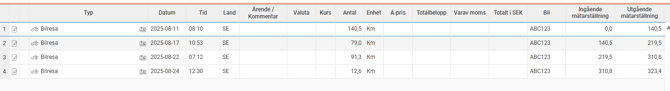 Typ Datum Tid Land Ärende / Kommentar Valuta Kurs Antal Enhet À-pris Totalbelopp Varav moms Totalt i SEK Bil Ingående mätarställning Utgående mätarställning
1 Bilresa 2025-08-11 08:10 SE 140,5 Km ABC123 0,0 140,5
2 Bilresa 2025-08-17 10:53 SE 79,0 Km ABC123 140,5 219,5
3 Bilresa 2025-08-22 07:12 SE 91,3 Km ABC123 219,5 310,8
4 Bilresa 2025-08-24 12:30 SE 12,6 Km ABC123 310,8 323,4